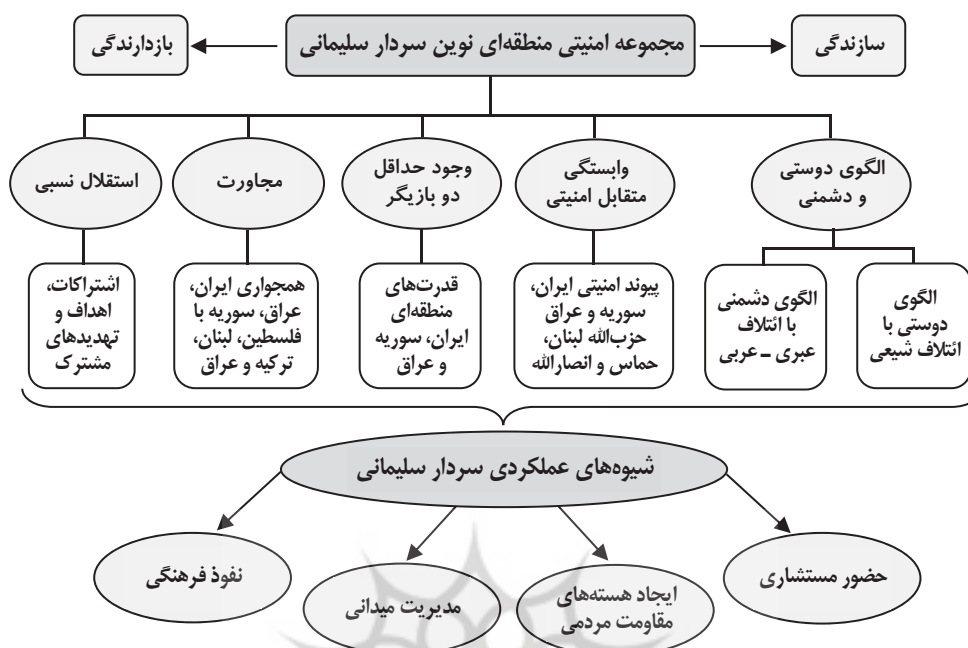 سازندگی
مجموعه امنیتی منطقه‌ای نوین سردار سلیمانی
بازدارندگی
الگوی دوستی
و دشمنی
وابستگی
متقابل امنیتی
وجود حداقل
دو بازیگر
مجاورت
استقلال نسبی
الگوی
دوستی با
ائتلاف شیعی
الگوی دشمنی
با ائتلاف
عبری ـ عربی
پیوند امنیتی ایران،
سوریه و عراق
حزب‌الله لبنان،
حماس و انصارالله
قدرت‌های
منطقه‌ای
ایران، سوریه
و عراق
همجواری ایران،
عراق، سوریه با
فلسطین، لبنان،
ترکیه و عراق
اشتراکات،
اهداف و
تهدیدهای
مشترک
شیوه‌های عملکردی سردار سلیمانی
حضور مستشاری
ایجاد هسته‌های
مقاومت مردمی
مدیریت میدانی
نفوذ فرهنگی